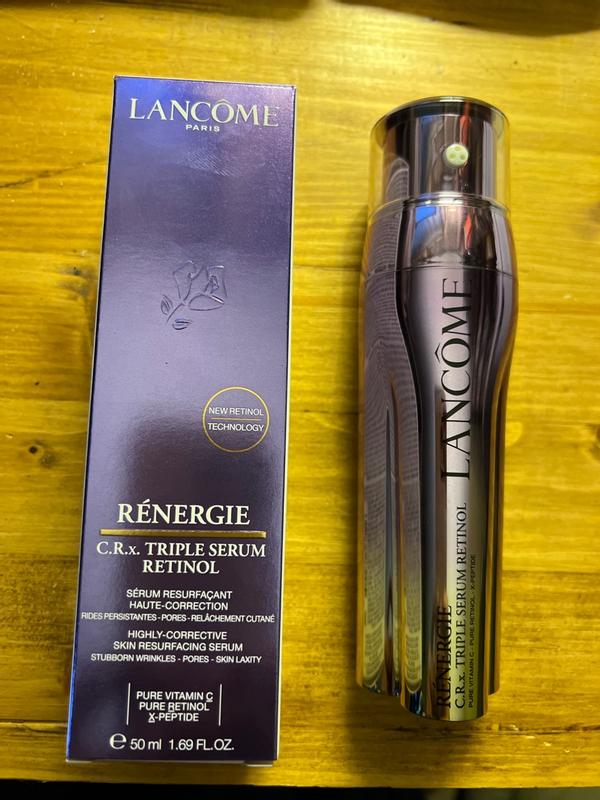 LANCÔME
PARIS
NEW RETINOL
TECHNOLOGY
RÉNERGIE
C.R.x. TRIPLE SERUM
RETINOL
SÉRUM RESURFAÇANT
HAUTE-CORRECTION
RIDES PERSISTANTES - PORES - RELÂCHEMENT CUTANÉ
HIGHLY-CORRECTIVE
SKIN RESURFACING SERUM
STUBBORN WRINKLES - PORES - SKIN LAXITY
PURE VITAMIN C
PURE RETINOL
X-PEPTIDE
e 50 ml 1.69 FL.OZ.
LANCÔME
RÉNERGIE
C.R.x. TRIPLE SERUM RETINOL
PURE VITAMIN C - PURE RETINOL - X-PEPTIDE